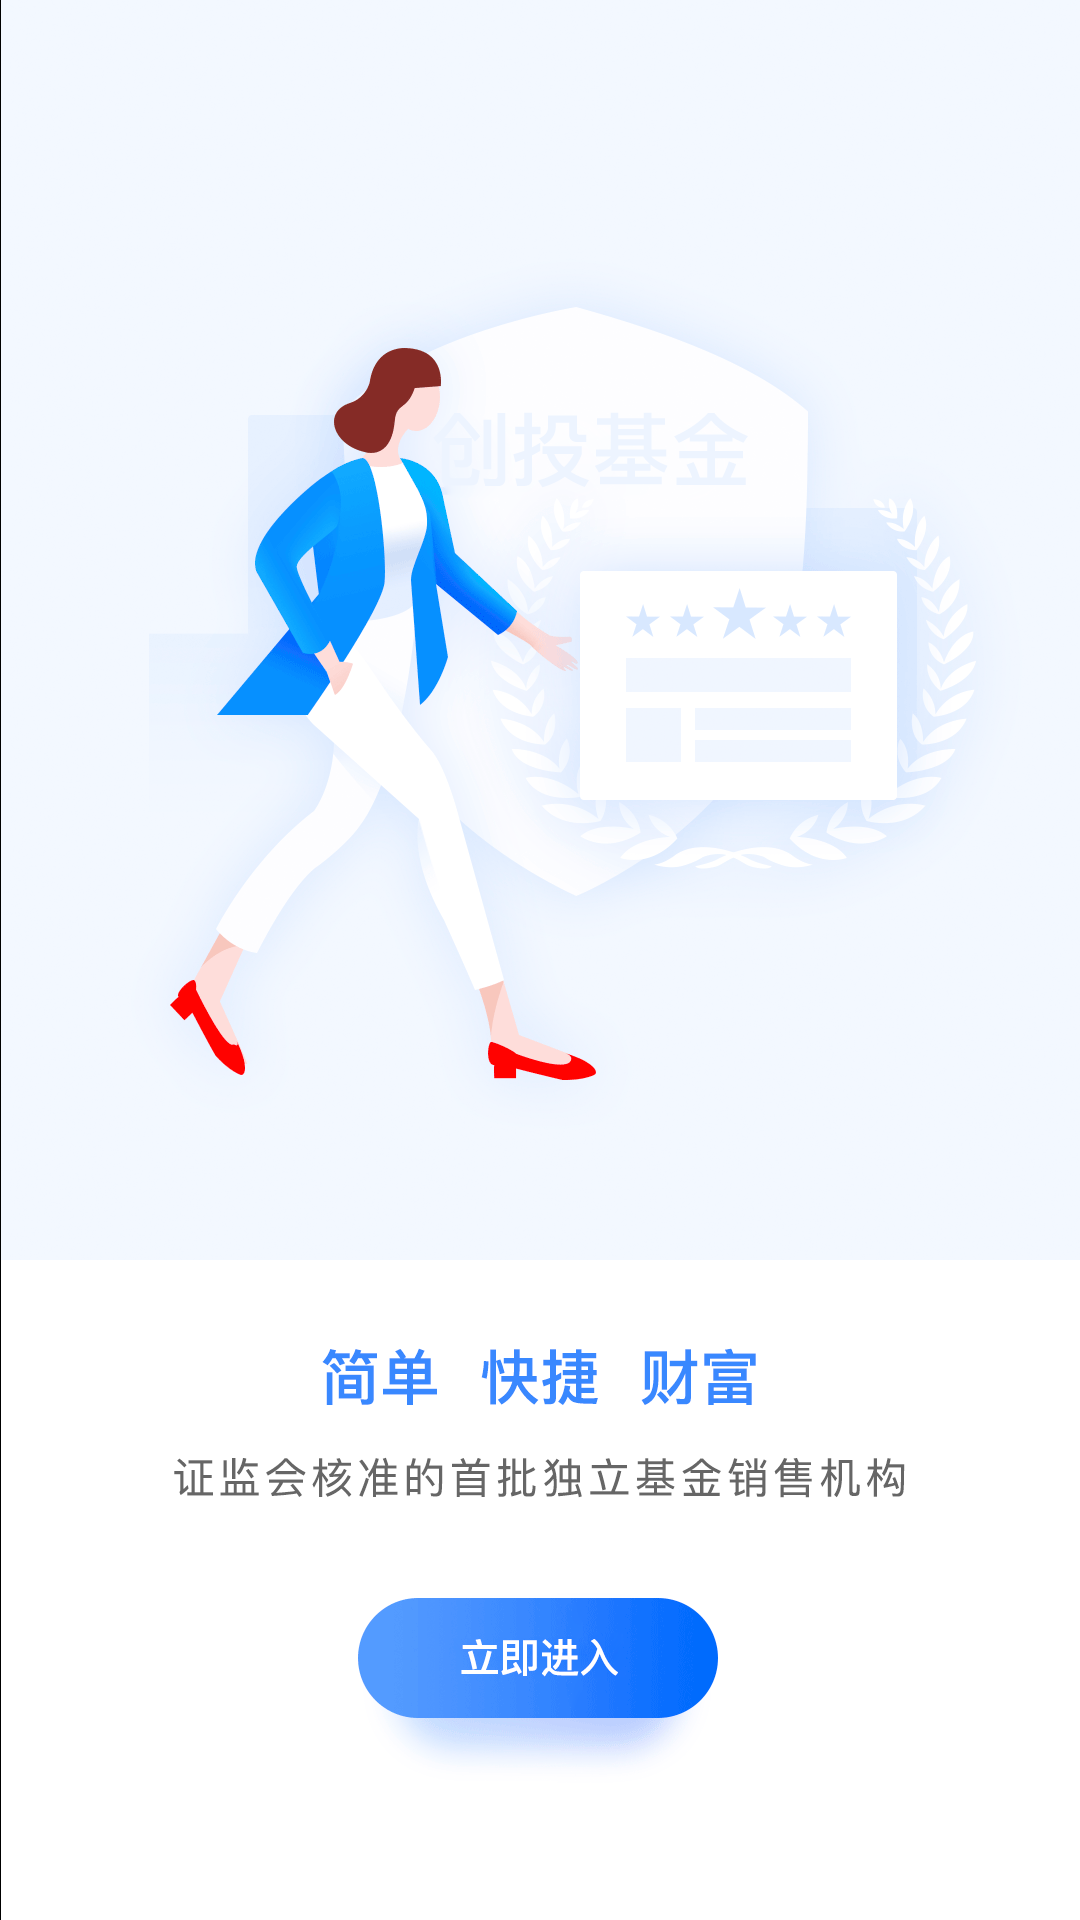 创投基金
简单 快捷 财富
证监会核准的首批独立基金销售机构
立即进入